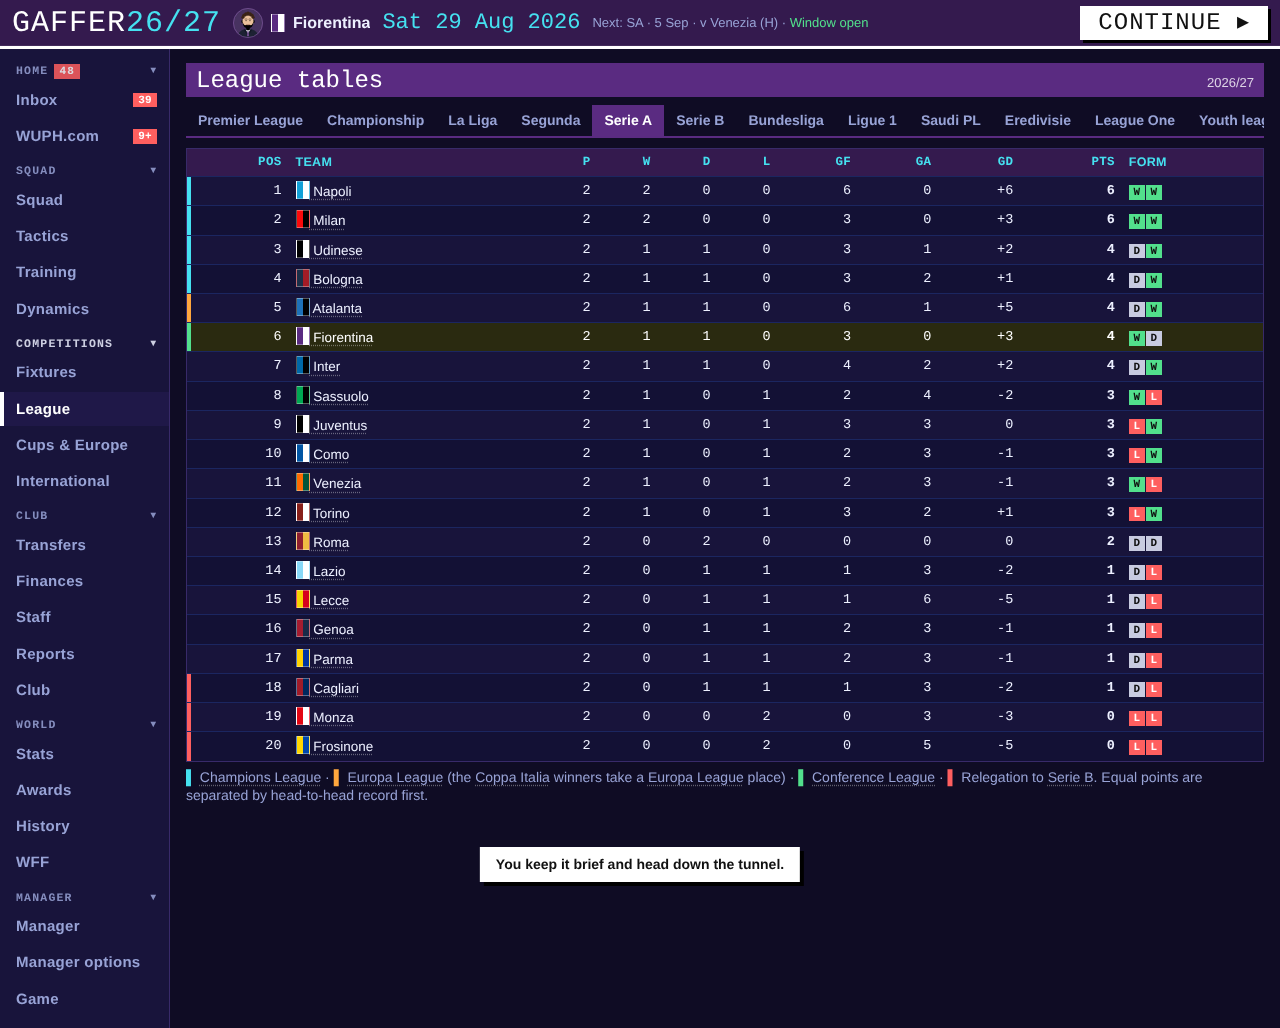 GAFFER26/27 Fiorentina Sat 29 Aug 2026 Next: SA · 5 Sep · v Venezia (H) · Window open CONTINUE ►
HOME 48 ▼
Inbox 39
WUPH.com 9+
SQUAD ▼
Squad
Tactics
Training
Dynamics
COMPETITIONS ▼
Fixtures
League
Cups & Europe
International
CLUB ▼
Transfers
Finances
Staff
Reports
Club
WORLD ▼
Stats
Awards
History
WFF
MANAGER ▼
Manager
Manager options
Game
League tables 2026/27
Premier League Championship La Liga Segunda Serie A Serie B Bundesliga Ligue 1 Saudi PL Eredivisie League One Youth leag
POS TEAM P W D L GF GA GD PTS FORM
1 Napoli 2 2 0 0 6 0 +6 6 W W
2 Milan 2 2 0 0 3 0 +3 6 W W
3 Udinese 2 1 1 0 3 1 +2 4 D W
4 Bologna 2 1 1 0 3 2 +1 4 D W
5 Atalanta 2 1 1 0 6 1 +5 4 D W
6 Fiorentina 2 1 1 0 3 0 +3 4 W D
7 Inter 2 1 1 0 4 2 +2 4 D W
8 Sassuolo 2 1 0 1 2 4 -2 3 W L
9 Juventus 2 1 0 1 3 3 0 3 L W
10 Como 2 1 0 1 2 3 -1 3 L W
11 Venezia 2 1 0 1 2 3 -1 3 W L
12 Torino 2 1 0 1 3 2 +1 3 L W
13 Roma 2 0 2 0 0 0 0 2 D D
14 Lazio 2 0 1 1 1 3 -2 1 D L
15 Lecce 2 0 1 1 1 6 -5 1 D L
16 Genoa 2 0 1 1 2 3 -1 1 D L
17 Parma 2 0 1 1 2 3 -1 1 D L
18 Cagliari 2 0 1 1 1 3 -2 1 D L
19 Monza 2 0 0 2 0 3 -3 0 L L
20 Frosinone 2 0 0 2 0 5 -5 0 L L
Champions League · Europa League (the Coppa Italia winners take a Europa League place) · Conference League · Relegation to Serie B. Equal points are
separated by head-to-head record first.
You keep it brief and head down the tunnel.